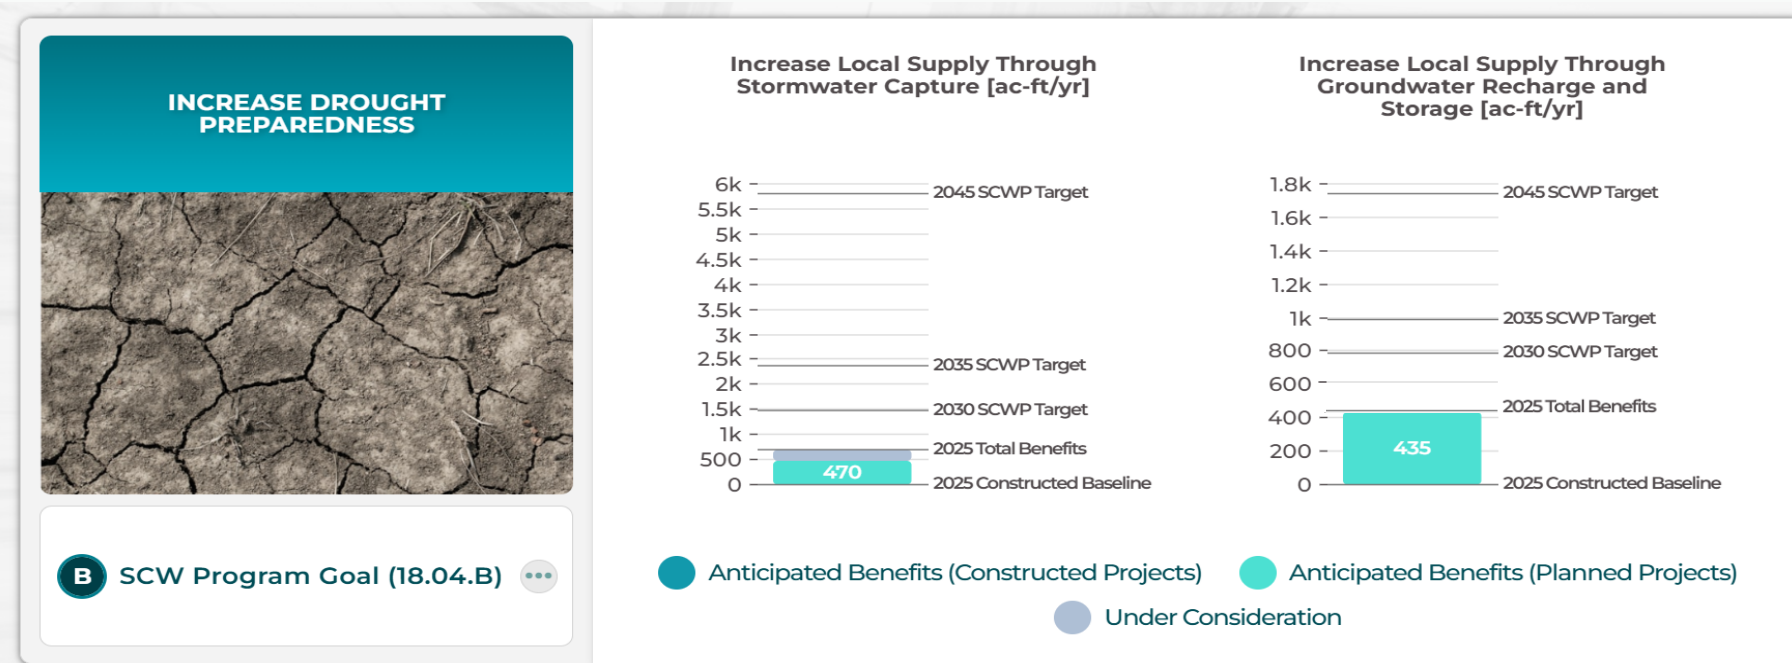 INCREASE DROUGHT
PREPAREDNESS
B SCW Program Goal (18.04.B)
Increase Local Supply Through
Stormwater Capture [ac-ft/yr]
6k
2045 SCWP Target
5.5k
5k
4.5k
4k
3.5k
3k
2.5k
2035 SCWP Target
2k
1.5k
2030 SCWP Target
1k
2025 Total Benefits
500
470
0
2025 Constructed Baseline
Increase Local Supply Through
Groundwater Recharge and
Storage [ac-ft/yr]
1.8k
2045 SCWP Target
1.6k
1.4k
1.2k
1k
2035 SCWP Target
800
2030 SCWP Target
600
2025 Total Benefits
400
435
200
0
2025 Constructed Baseline
Anticipated Benefits (Constructed Projects)
Anticipated Benefits (Planned Projects)
Under Consideration